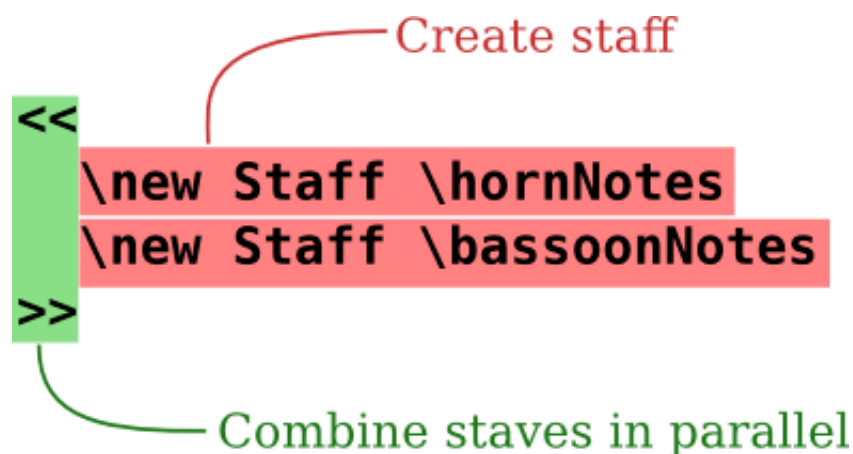 Create staff
<<
\new Staff \hornNotes
\new Staff \bassoonNotes
>>
Combine staves in parallel